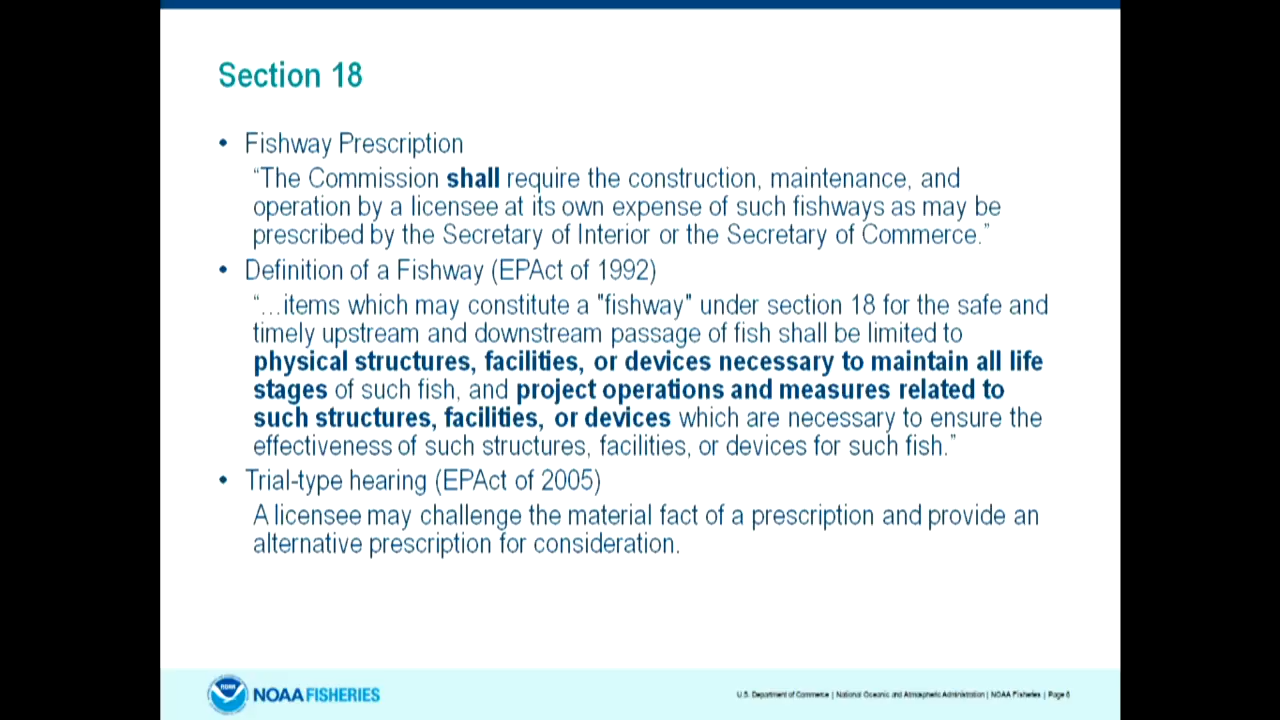 Section 18
• Fishway Prescription
“The Commission shall require the construction, maintenance, and
operation by a licensee at its own expense of such fishways as may be
prescribed by the Secretary of Interior or the Secretary of Commerce.”
• Definition of a Fishway (EPAct of 1992)
“…items which may constitute a "fishway" under section 18 for the safe and
timely upstream and downstream passage of fish shall be limited to
physical structures, facilities, or devices necessary to maintain all life
stages of such fish, and project operations and measures related to
such structures, facilities, or devices which are necessary to ensure the
effectiveness of such structures, facilities, or devices for such fish.”
• Trial-type hearing (EPAct of 2005)
A licensee may challenge the material fact of a prescription and provide an
alternative prescription for consideration.
NOAA
NOAA FISHERIES
U.S. Department of Commerce | National Oceanic and Atmospheric Administration | NOAA Fisheries | Page 6